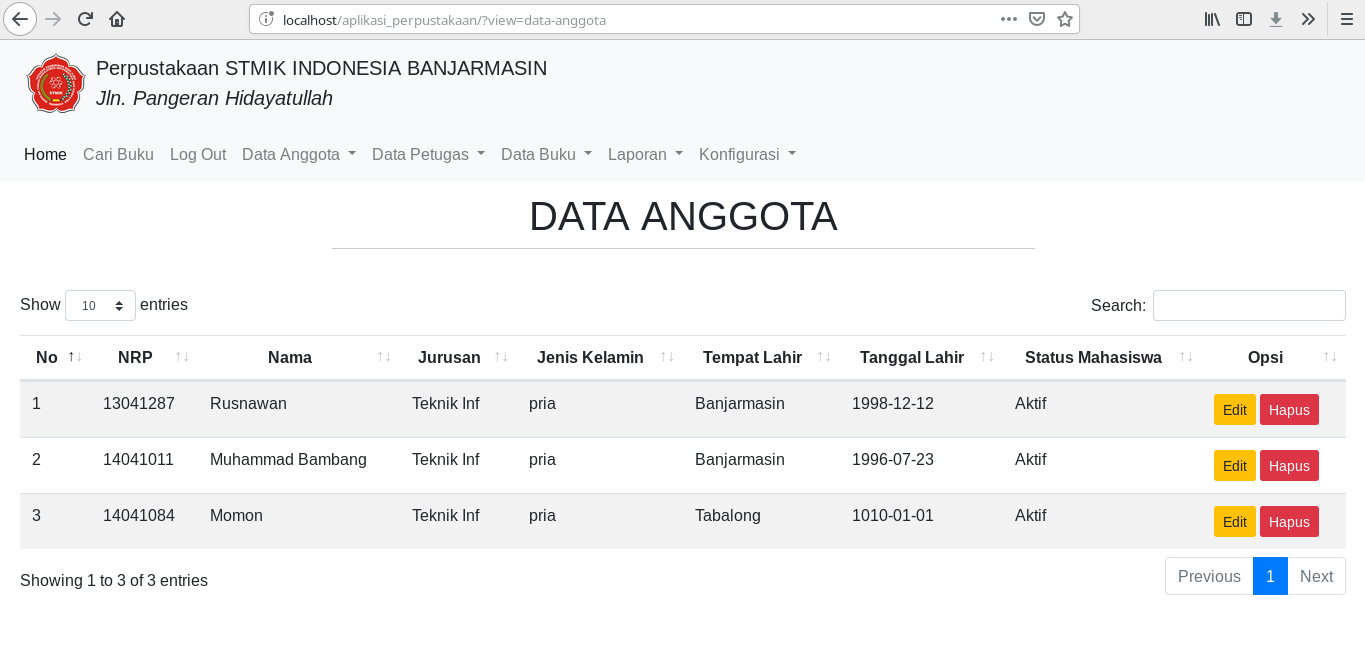 localhost/aplikasi_perpustakaan/?view=data-anggota
Perpustakaan STMIK INDONESIA BANJARMASIN
Jln. Pangeran Hidayatullah
Home Cari Buku Log Out Data Anggota Data Petugas Data Buku Laporan Konfigurasi
DATA ANGGOTA
Show 10 entries Search:
No NRP Nama Jurusan Jenis Kelamin Tempat Lahir Tanggal Lahir Status Mahasiswa Opsi
1 13041287 Rusnawan Teknik Inf pria Banjarmasin 1998-12-12 Aktif Edit Hapus
2 14041011 Muhammad Bambang Teknik Inf pria Banjarmasin 1996-07-23 Aktif Edit Hapus
3 14041084 Momon Teknik Inf pria Tabalong 1010-01-01 Aktif Edit Hapus
Showing 1 to 3 of 3 entries Previous 1 Next